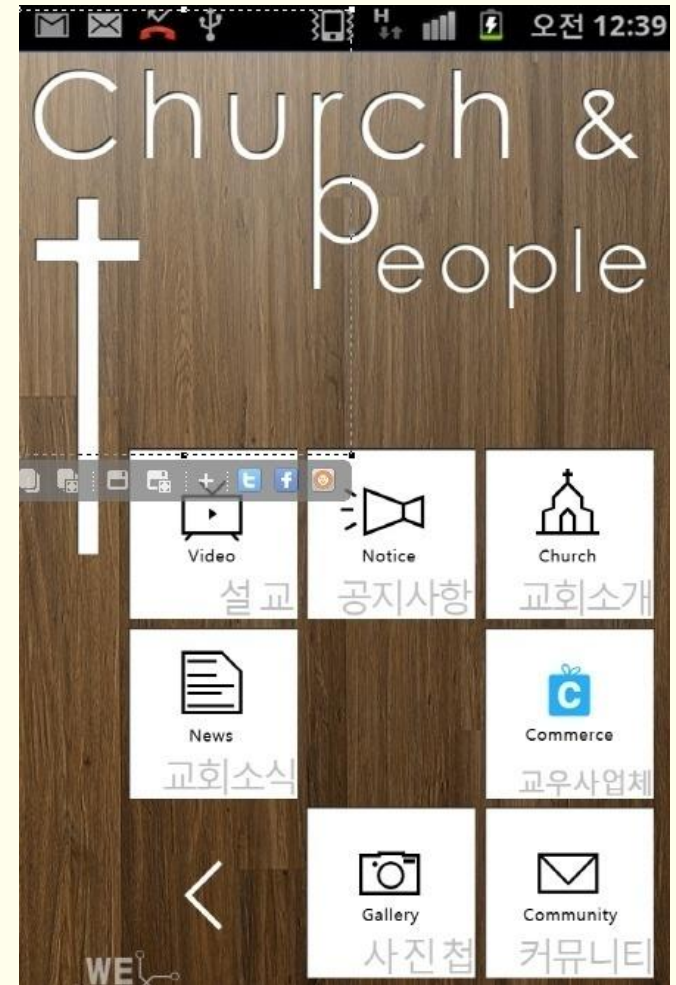 오전 12:39
Church &
People
Video
설교
Notice
공지사항
Church
교회소개
News
교회소식
C
Commerce
교우사업체
Gallery
사진첩
Community
커뮤니티
WE